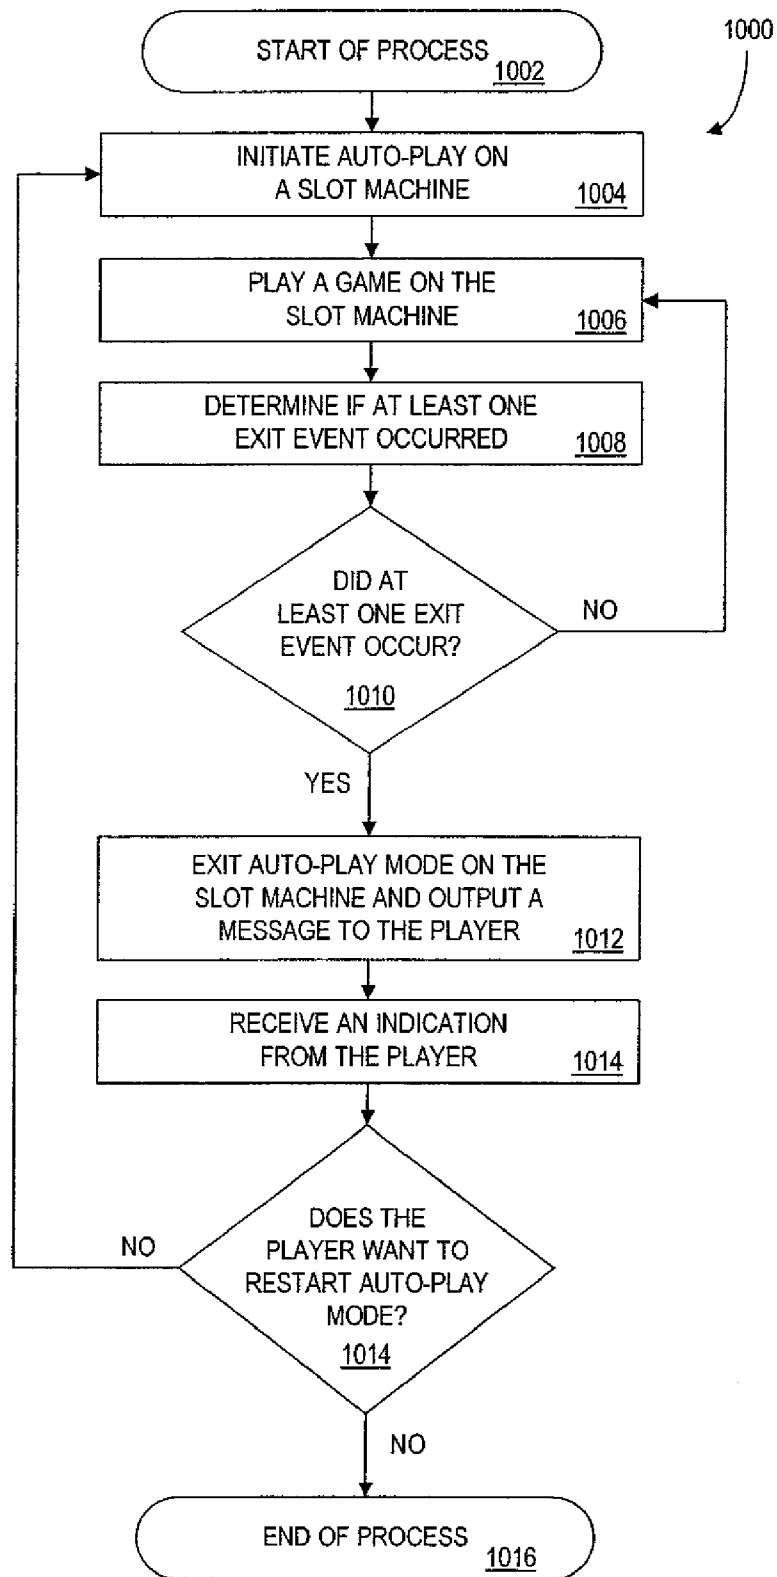 1000
START OF PROCESS 1002
INITIATE AUTO-PLAY ON
A SLOT MACHINE 1004
PLAY A GAME ON THE
SLOT MACHINE 1006
DETERMINE IF AT LEAST ONE
EXIT EVENT OCCURRED 1008
DID AT
LEAST ONE EXIT
EVENT OCCUR?
1010
NO
YES
EXIT AUTO-PLAY MODE ON THE
SLOT MACHINE AND OUTPUT A
MESSAGE TO THE PLAYER 1012
RECEIVE AN INDICATION
FROM THE PLAYER 1014
NO
DOES THE
PLAYER WANT TO
RESTART AUTO-PLAY
MODE?
1014
NO
END OF PROCESS 1016